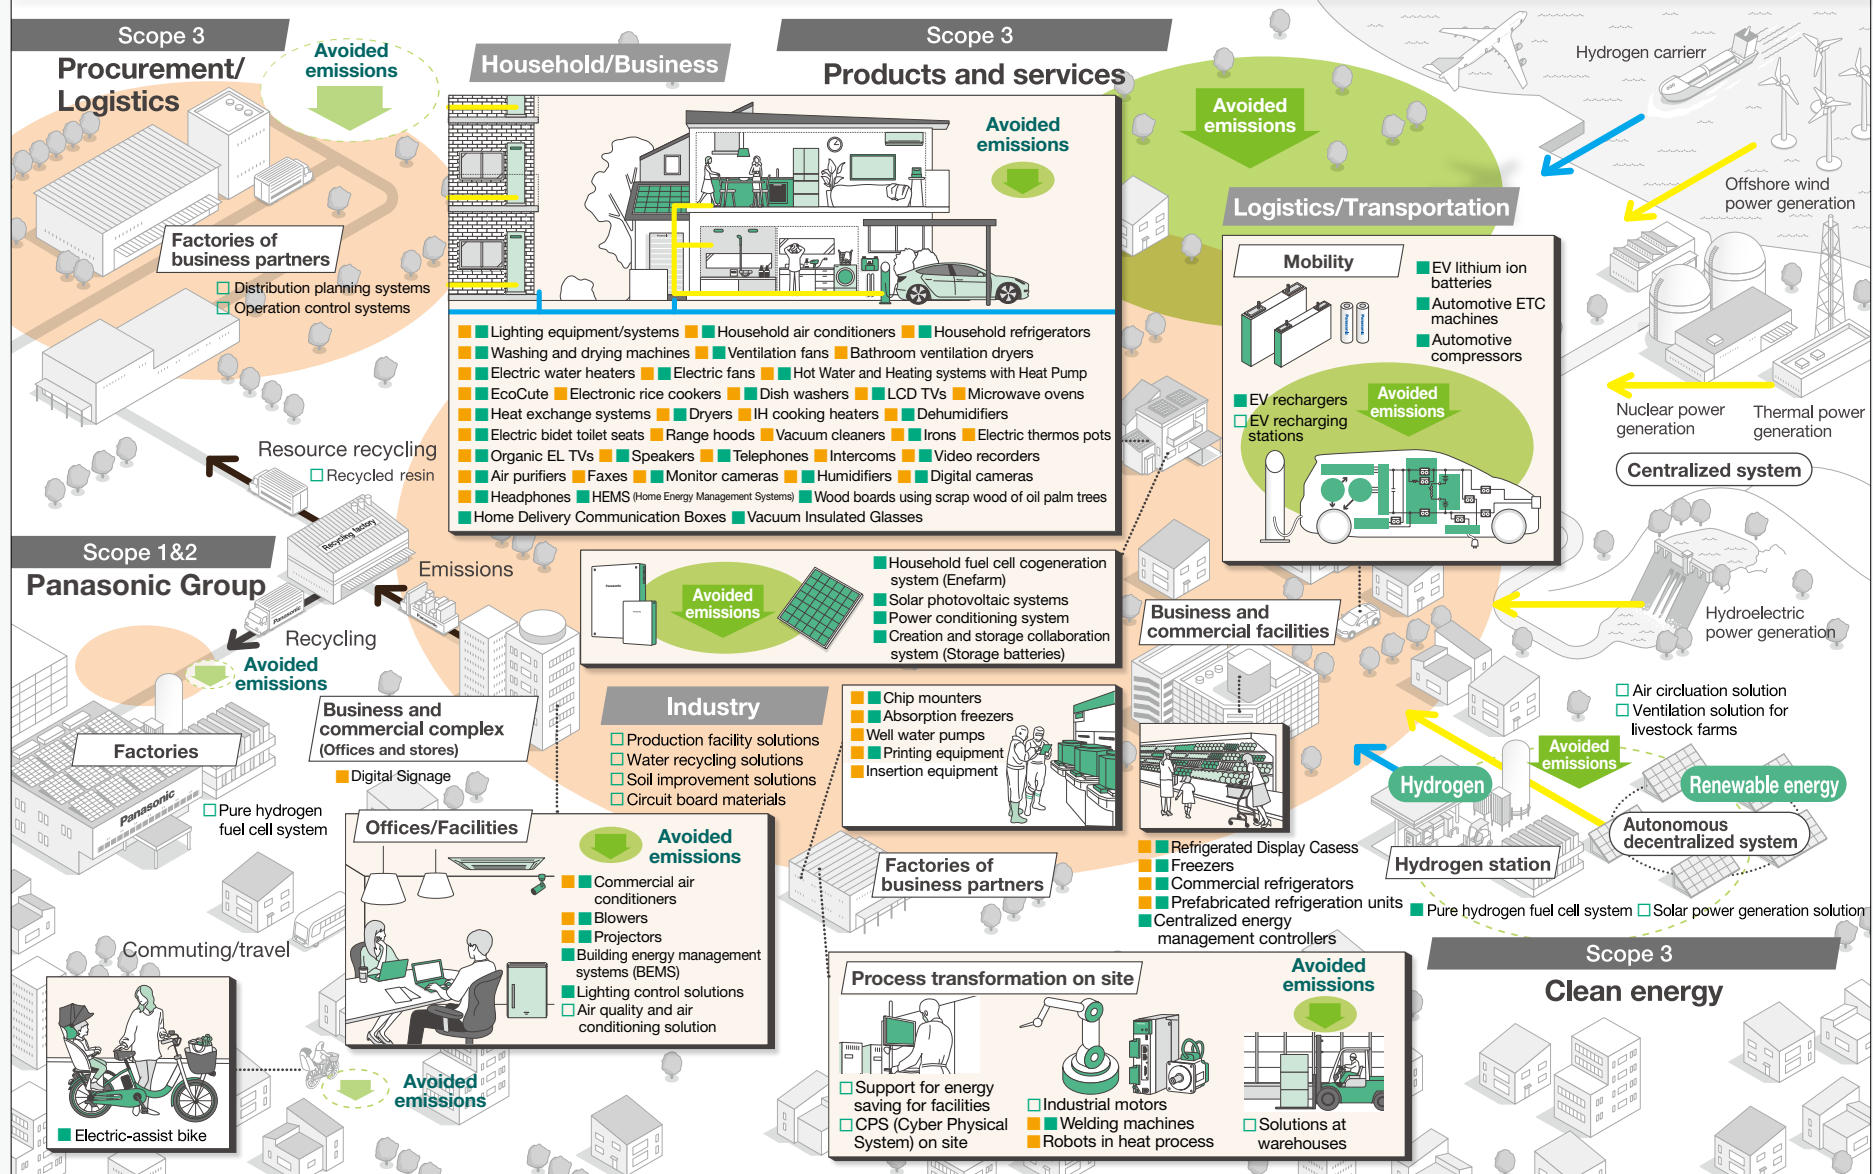 Scope 3
Procurement/
Logistics
Avoided
emissions
Factories of
business partners
Distribution planning systems
Operation control systems
Household/Business
Scope 3
Products and services
Avoided
emissions
Lighting equipment/systems Household air conditioners Household refrigerators
Washing and drying machines Ventilation fans Bathroom ventilation dryers
Electric water heaters Electric fans Hot Water and Heating systems with Heat Pump
EcoCute Electronic rice cookers Dish washers LCD TVs Microwave ovens
Heat exchange systems Dryers IH cooking heaters Dehumidifiers
Electric bidet toilet seats Range hoods Vacuum cleaners Irons Electric thermos pots
Organic EL TVs Speakers Telephones Intercoms Video recorders
Air purifiers Faxes Monitor cameras Humidifiers Digital cameras
Headphones HEMS (Home Energy Management Systems) Wood boards using scrap wood of oil palm trees
Home Delivery Communication Boxes Vacuum Insulated Glasses
Avoided
emissions
Hydrogen carrierr
Offshore wind
power generation
Logistics/Transportation
Mobility
Panasonic
Panasonic
EV lithium ion
batteries
Automotive ETC
machines
Automotive
compressors
EV rechargers
EV recharging
stations
Avoided
emissions
Nuclear power
generation
Thermal power
generation
Centralized system
Hydroelectric
power generation
Resource recycling
Recycled resin
Recycling factory
Scope 1&2
Panasonic Group
Emissions
Panasonic
Recycling
Avoided
emissions
Factories
Panasonic
Pure hydrogen
fuel cell system
Business and
commercial complex
(Offices and stores)
Digital Signage
Panasonic
Avoided
emissions
Household fuel cell cogeneration
system (Enefarm)
Solar photovoltaic systems
Power conditioning system
Creation and storage collaboration
system (Storage batteries)
Industry
Production facility solutions
Water recycling solutions
Soil improvement solutions
Circuit board materials
Chip mounters
Absorption freezers
Well water pumps
Printing equipment
Insertion equipment
Factories of
business partners
Business and
commercial facilities
Refrigerated Display Casess
Freezers
Commercial refrigerators
Prefabricated refrigeration units
Centralized energy
management controllers
Air circluation solution
Ventilation solution for
livestock farms
Avoided
emissions
Hydrogen
Renewable energy
Autonomous
decentralized system
Hydrogen station
Pure hydrogen fuel cell system Solar power generation solution
Scope 3
Clean energy
Offices/Facilities
Avoided
emissions
Commercial air
conditioners
Blowers
Projectors
Building energy management
systems (BEMS)
Lighting control solutions
Air quality and air
conditioning solution
Commuting/travel
Electric-assist bike
Avoided
emissions
Process transformation on site
Support for energy
saving for facilities
CPS (Cyber Physical
System) on site
Industrial motors
Welding machines
Robots in heat process
Avoided
emissions
Solutions at
warehouses